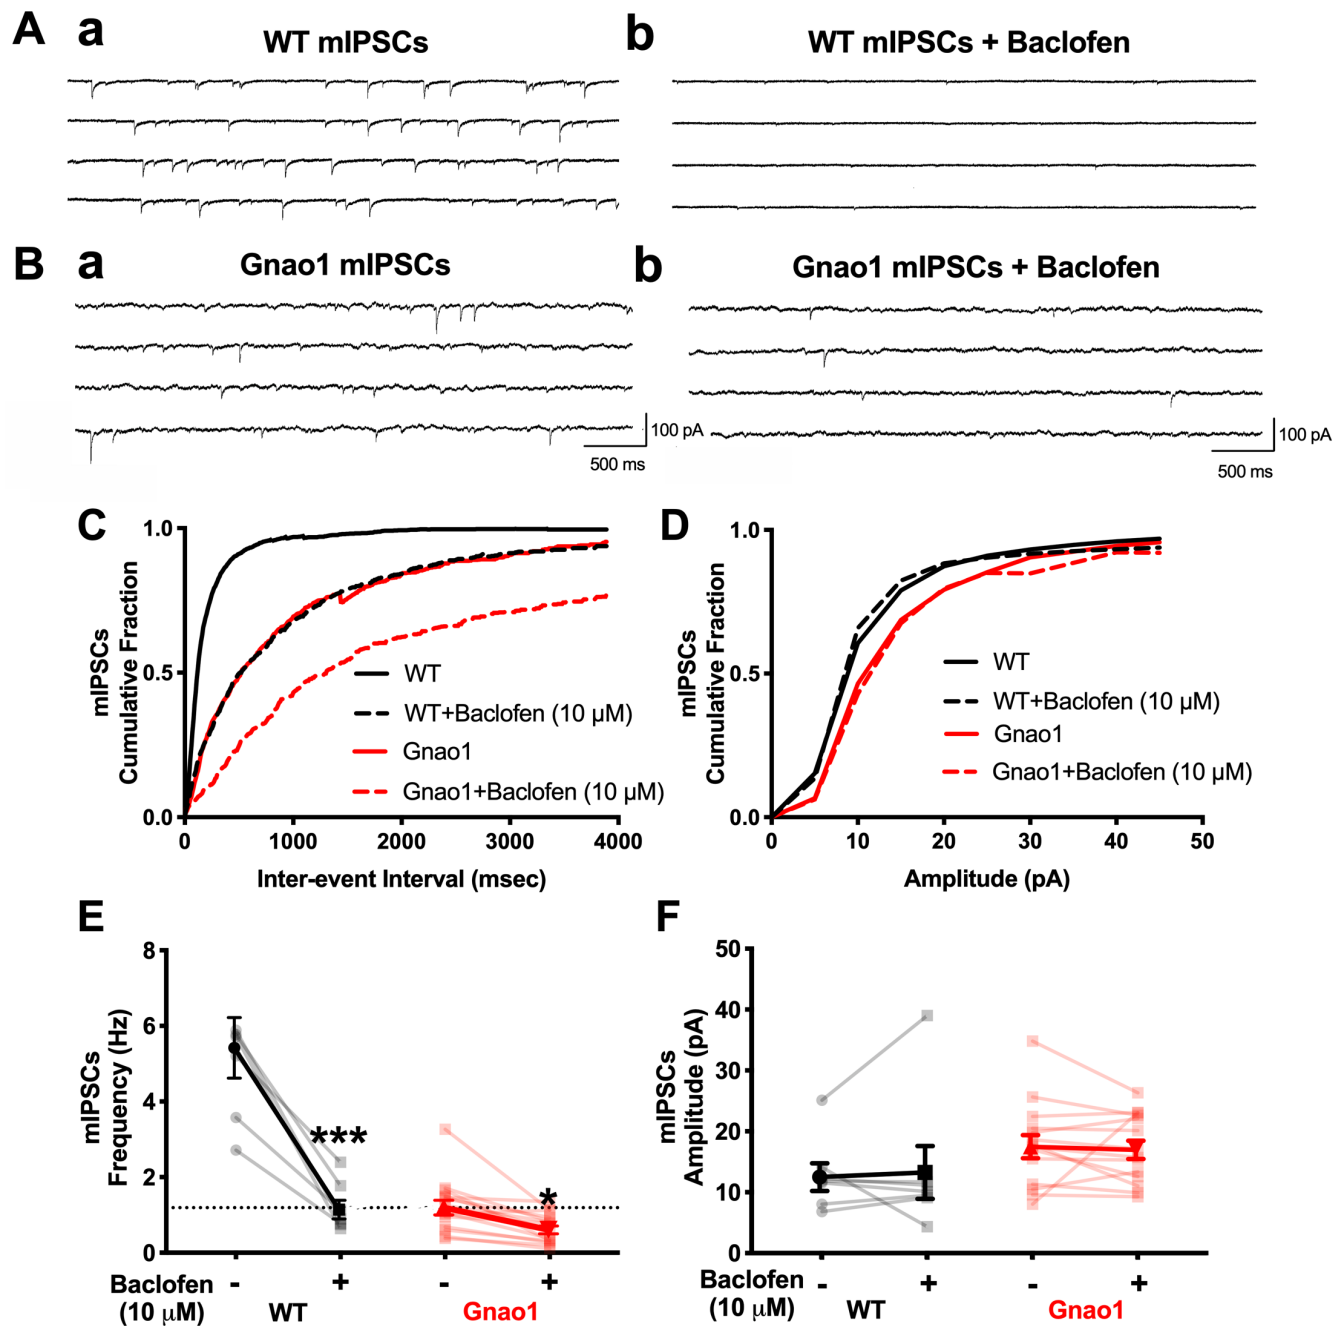 A a WT mIPSCs b WT mIPSCs + Baclofen
B a Gnao1 mIPSCs b Gnao1 mIPSCs + Baclofen
100 pA
500 ms
100 pA
500 ms
C
mIPSCs
Cumulative Fraction
1.0
0.5
0.0
0 1000 2000 3000 4000
Inter-event Interval (msec)
WT
WT+Baclofen (10 µM)
Gnao1
Gnao1+Baclofen (10 µM)
D
mIPSCs
Cumulative Fraction
1.0
0.5
0.0
0 10 20 30 40 50
Amplitude (pA)
WT
WT+Baclofen (10 µM)
Gnao1
Gnao1+Baclofen (10 µM)
E
mIPSCs
Frequency (Hz)
8
6
4
2
0
***
*
Baclofen - + - +
(10 µM) WT Gnao1
F
mIPSCs
Amplitude (pA)
50
40
30
20
10
0
Baclofen - + - +
(10 µM) WT Gnao1